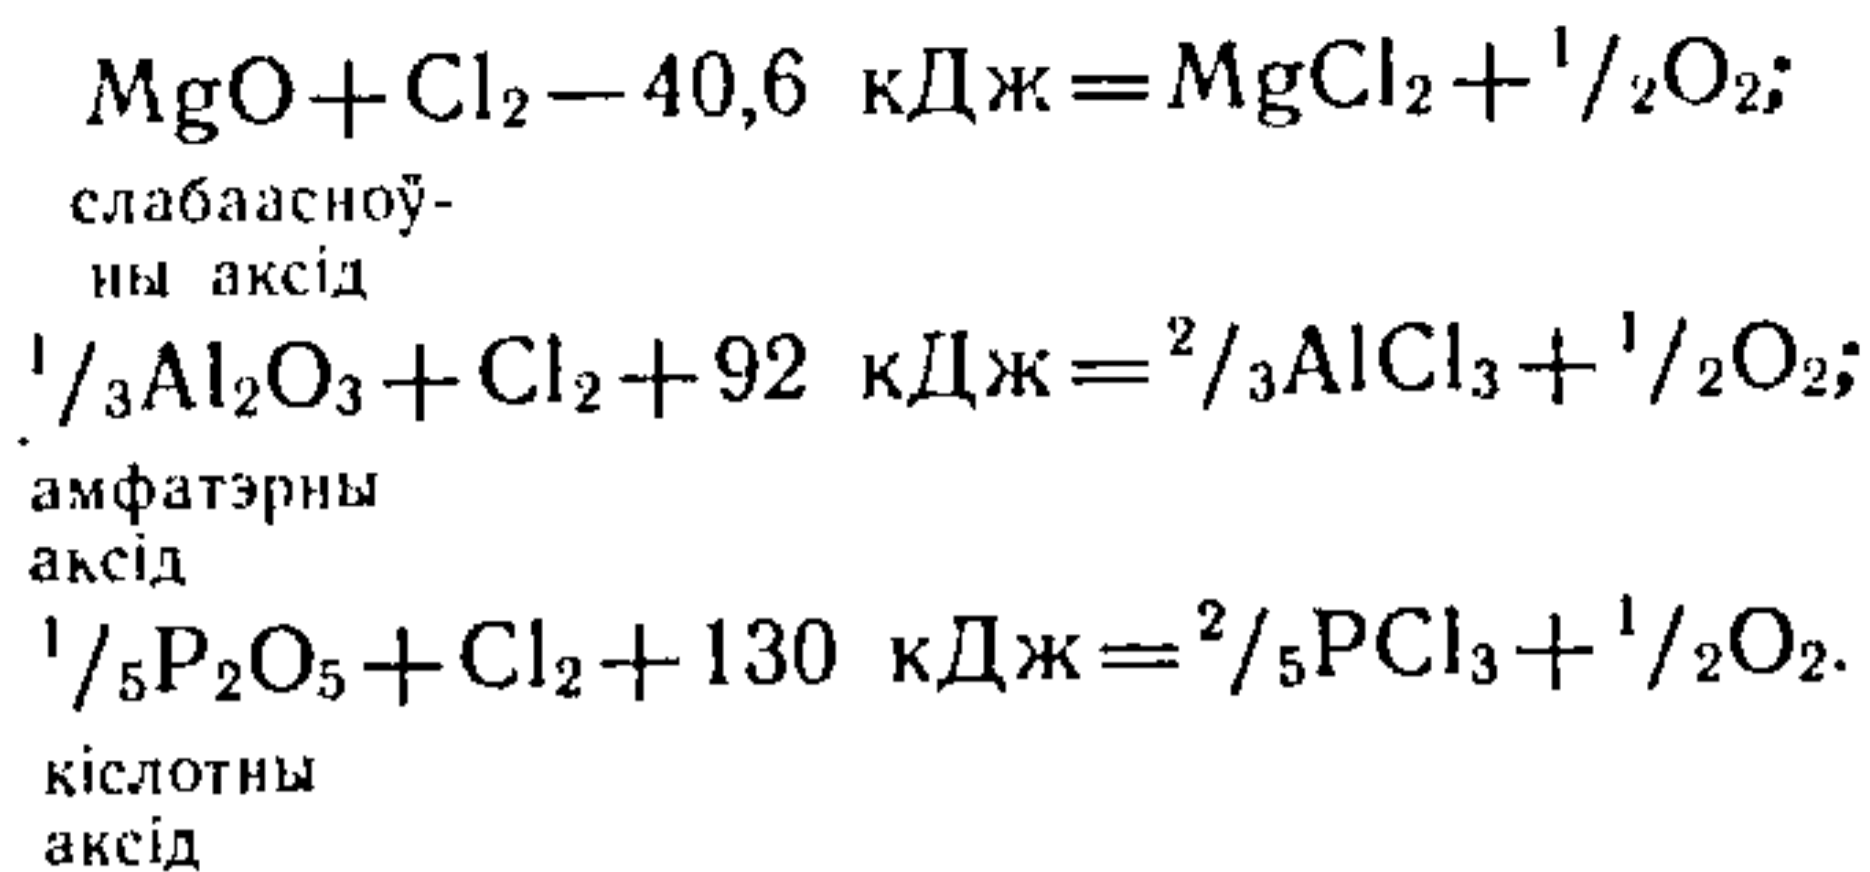 MgO + Cl₂ — 40,6 кДж = MgCl₂ + ¹/₂O₂;
слабаасноў-
ны аксід
¹/₃Al₂O₃ + Cl₂ + 92 кДж = ²/₃AlCl₃ + ¹/₂O₂;
амфатэрны
аксід
¹/₅P₂O₅ + Cl₂ + 130 кДж = ²/₅PCl₃ + ¹/₂O₂.
кіслотны
аксід